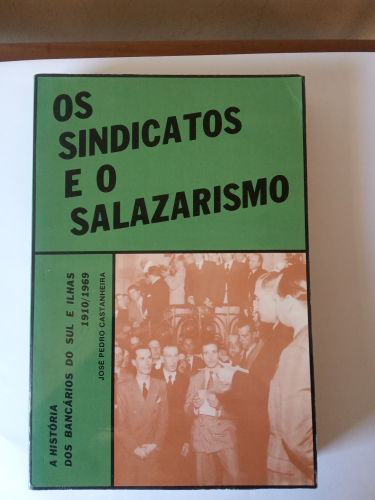 OS
SINDICATOS
E O
SALAZARISMO
A HISTÓRIA
DOS BANCÁRIOS DO SUL E ILHAS
1910/1969
JOSÉ PEDRO CASTANHEIRA